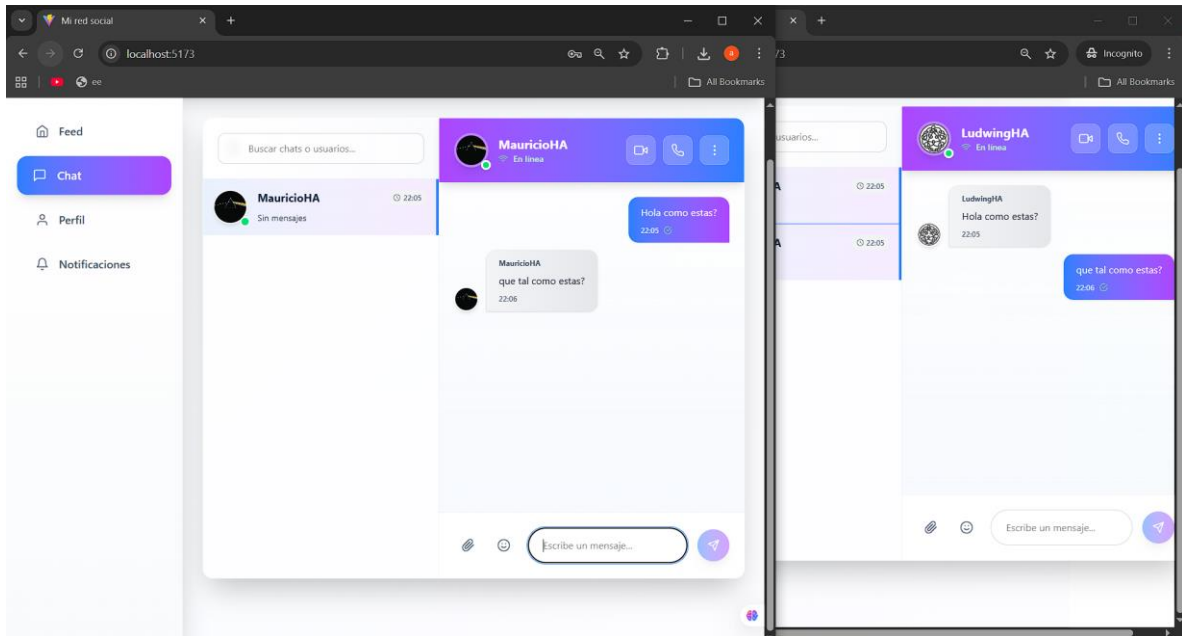 Mi red social
localhost:5173
a
ee
All Bookmarks
Feed
Chat
Perfil
Notificaciones
Buscar chats o usuarios...
MauricioHA
22:05
Sin mensajes
MauricioHA
En línea
Hola como estas?
22:05
MauricioHA
que tal como estas?
22:06
Escribe un mensaje...
/3
Incognito
All Bookmarks
usuarios...
A
22:05
A
22:05
LudwingHA
En línea
LudwingHA
Hola como estas?
22:05
que tal como estas?
22:06
Escribe un mensaje...